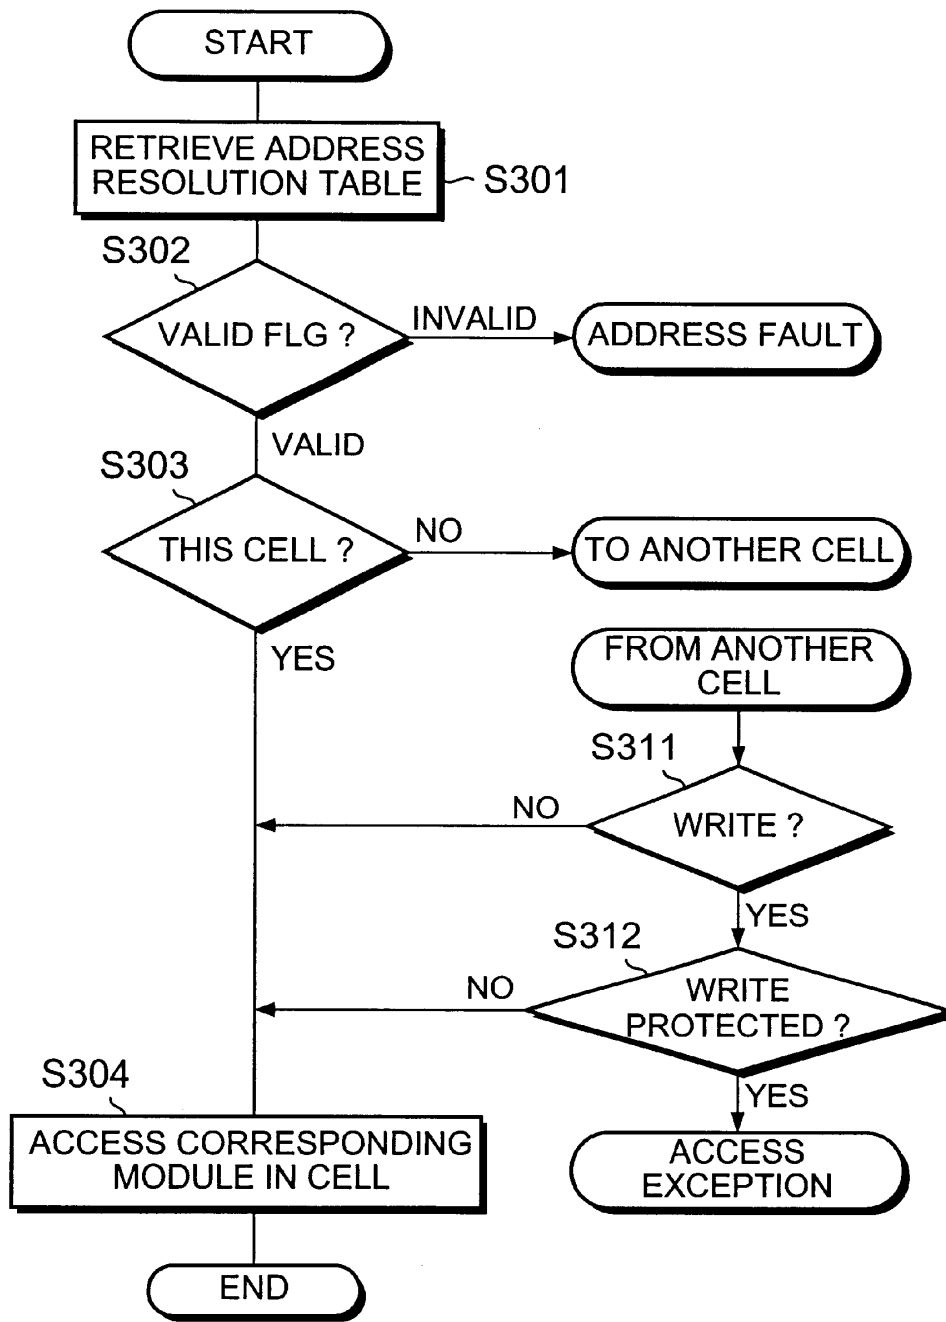 START
RETRIEVE ADDRESS
RESOLUTION TABLE
S301
S302
VALID FLG ?
INVALID
ADDRESS FAULT
VALID
S303
THIS CELL ?
NO
TO ANOTHER CELL
YES
FROM ANOTHER
CELL
S311
WRITE ?
NO
YES
S312
WRITE
PROTECTED ?
NO
YES
S304
ACCESS CORRESPONDING
MODULE IN CELL
ACCESS
EXCEPTION
END